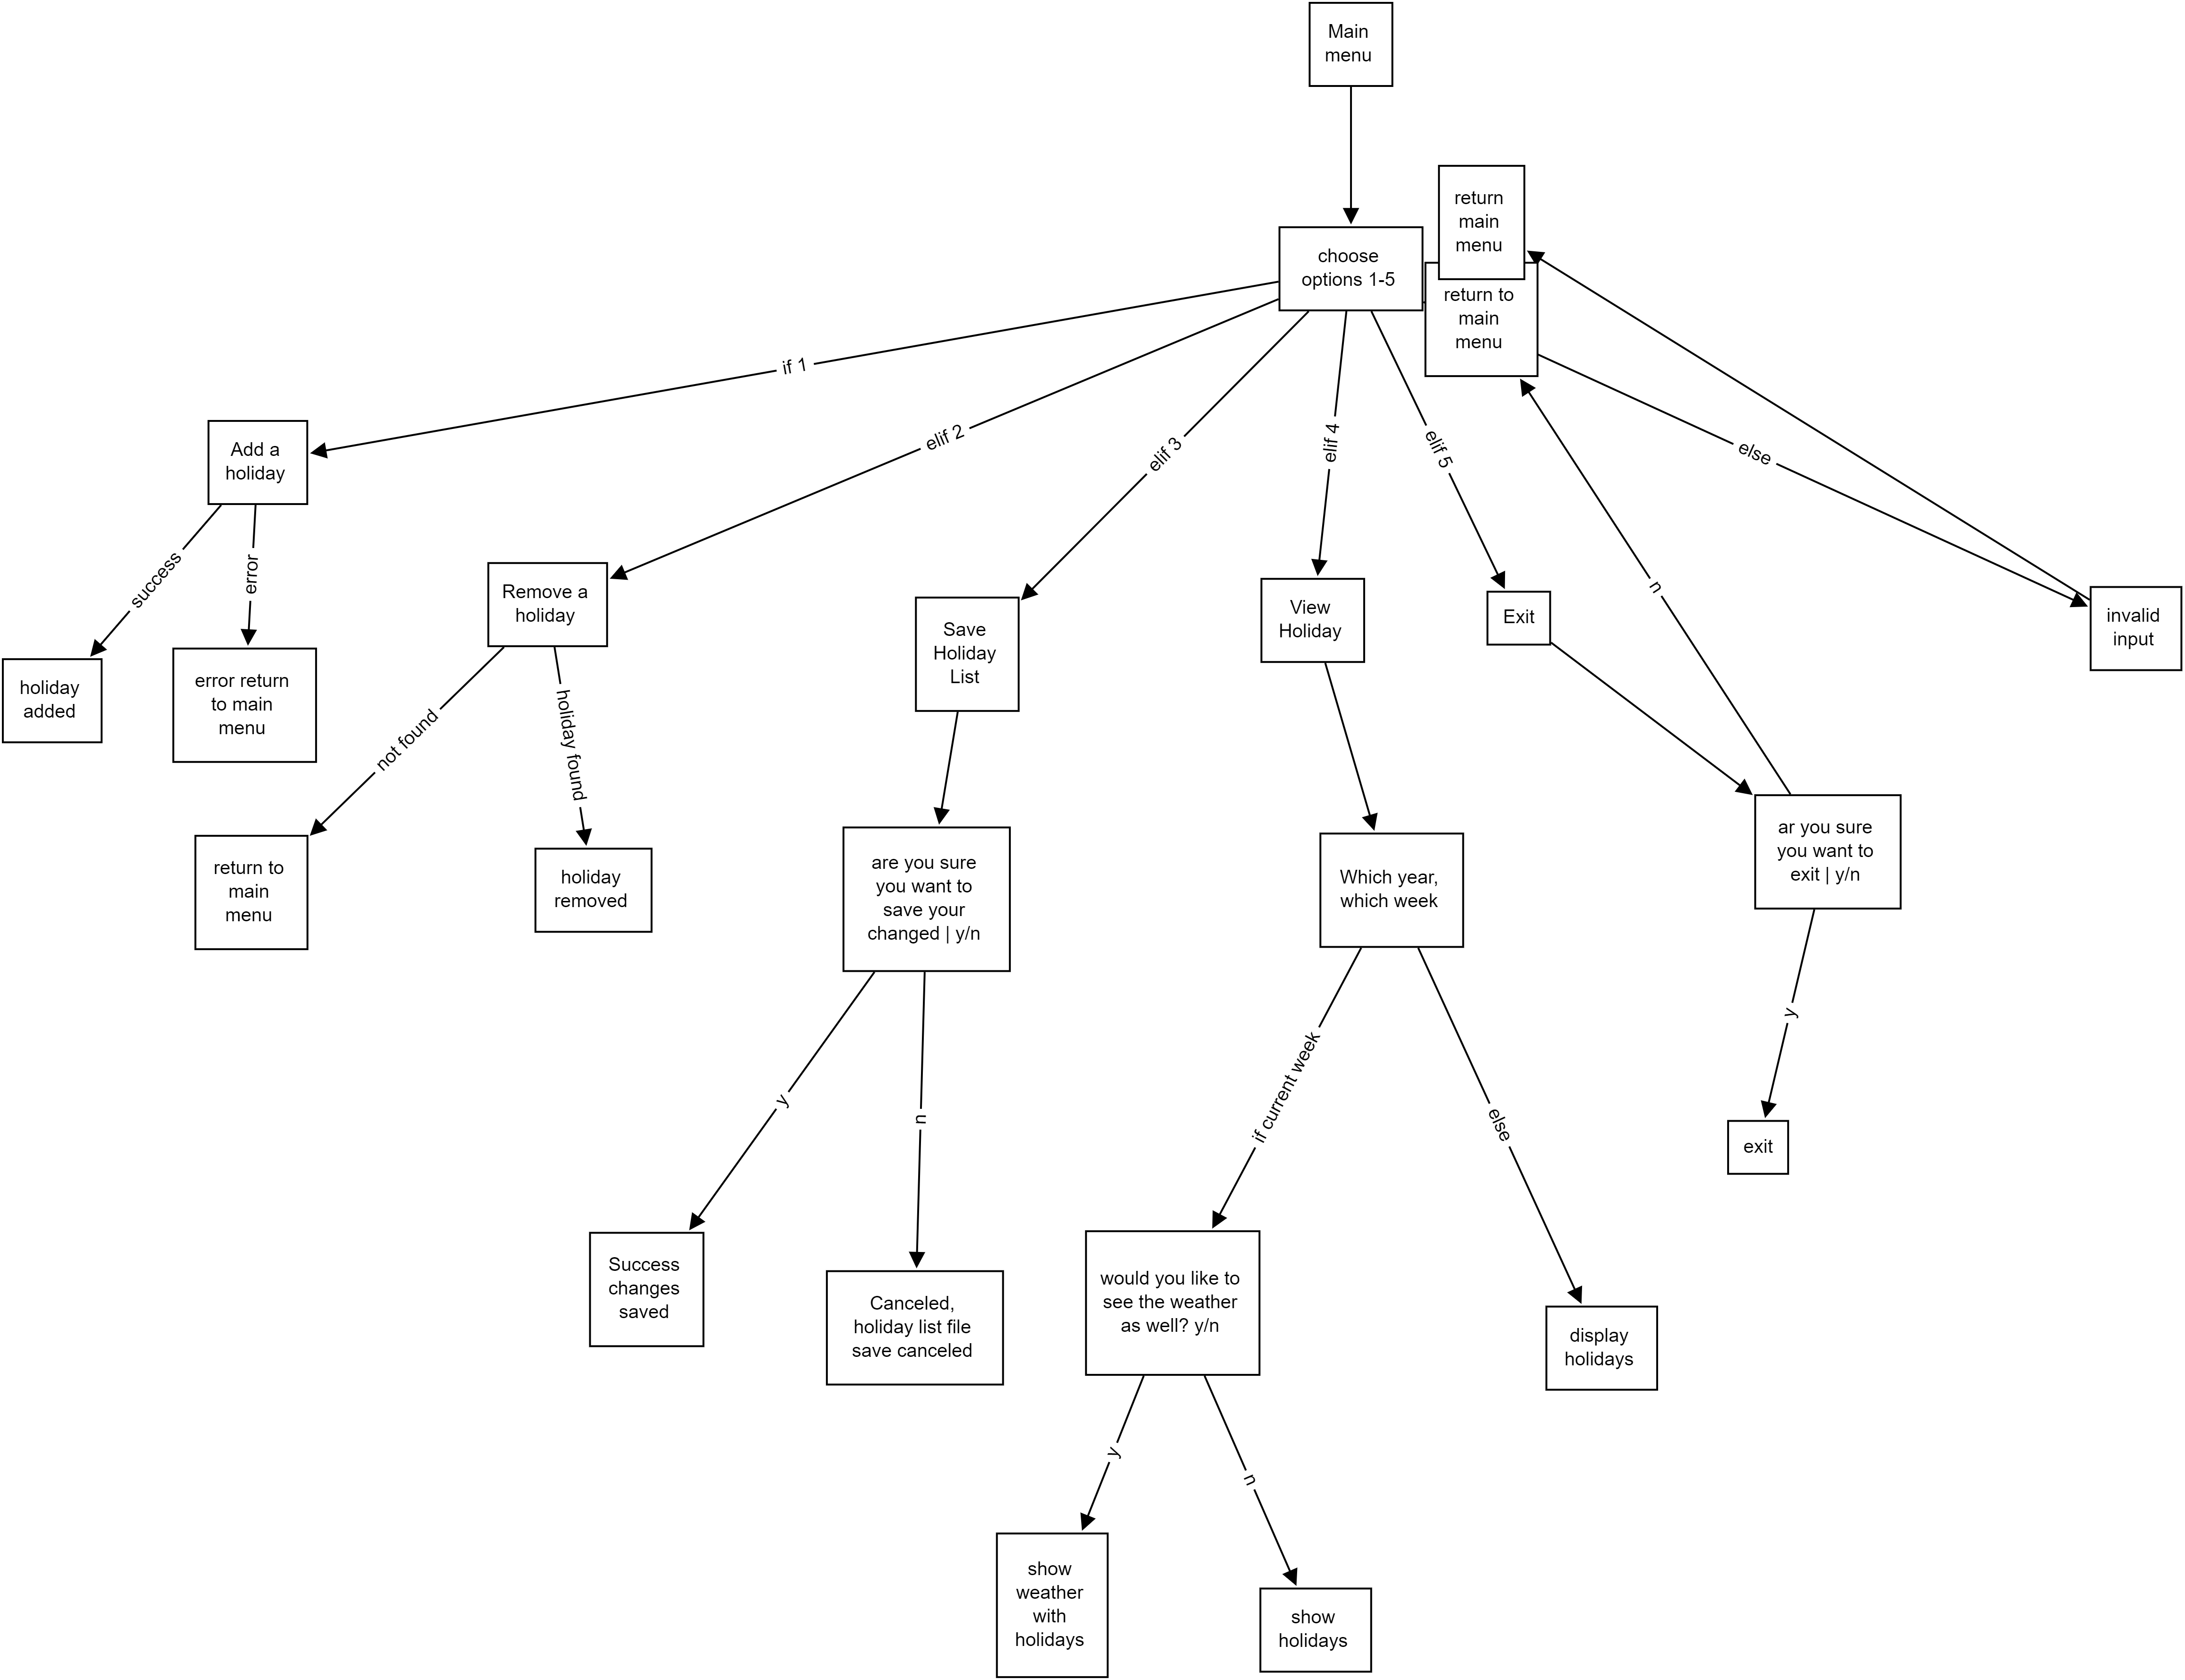 Main
menu
return
main
menu
choose
options 1-5
return to
main
menu
if 1
elif 2
elif 3
elif 4
elif 5
else
Add a
holiday
success
error
n
Remove a
holiday
Save
Holiday
List
View
Holiday
Exit
invalid
input
holiday
added
error return
to main
menu
not found
holiday found
return to
main
menu
holiday
removed
are you sure
you want to
save your
changed | y/n
Which year,
which week
ar you sure
you want to
exit | y/n
y
n
if current week
else
y
exit
Success
changes
saved
Canceled,
holiday list file
save canceled
would you like to
see the weather
as well? y/n
display
holidays
y
n
show
weather
with
holidays
show
holidays